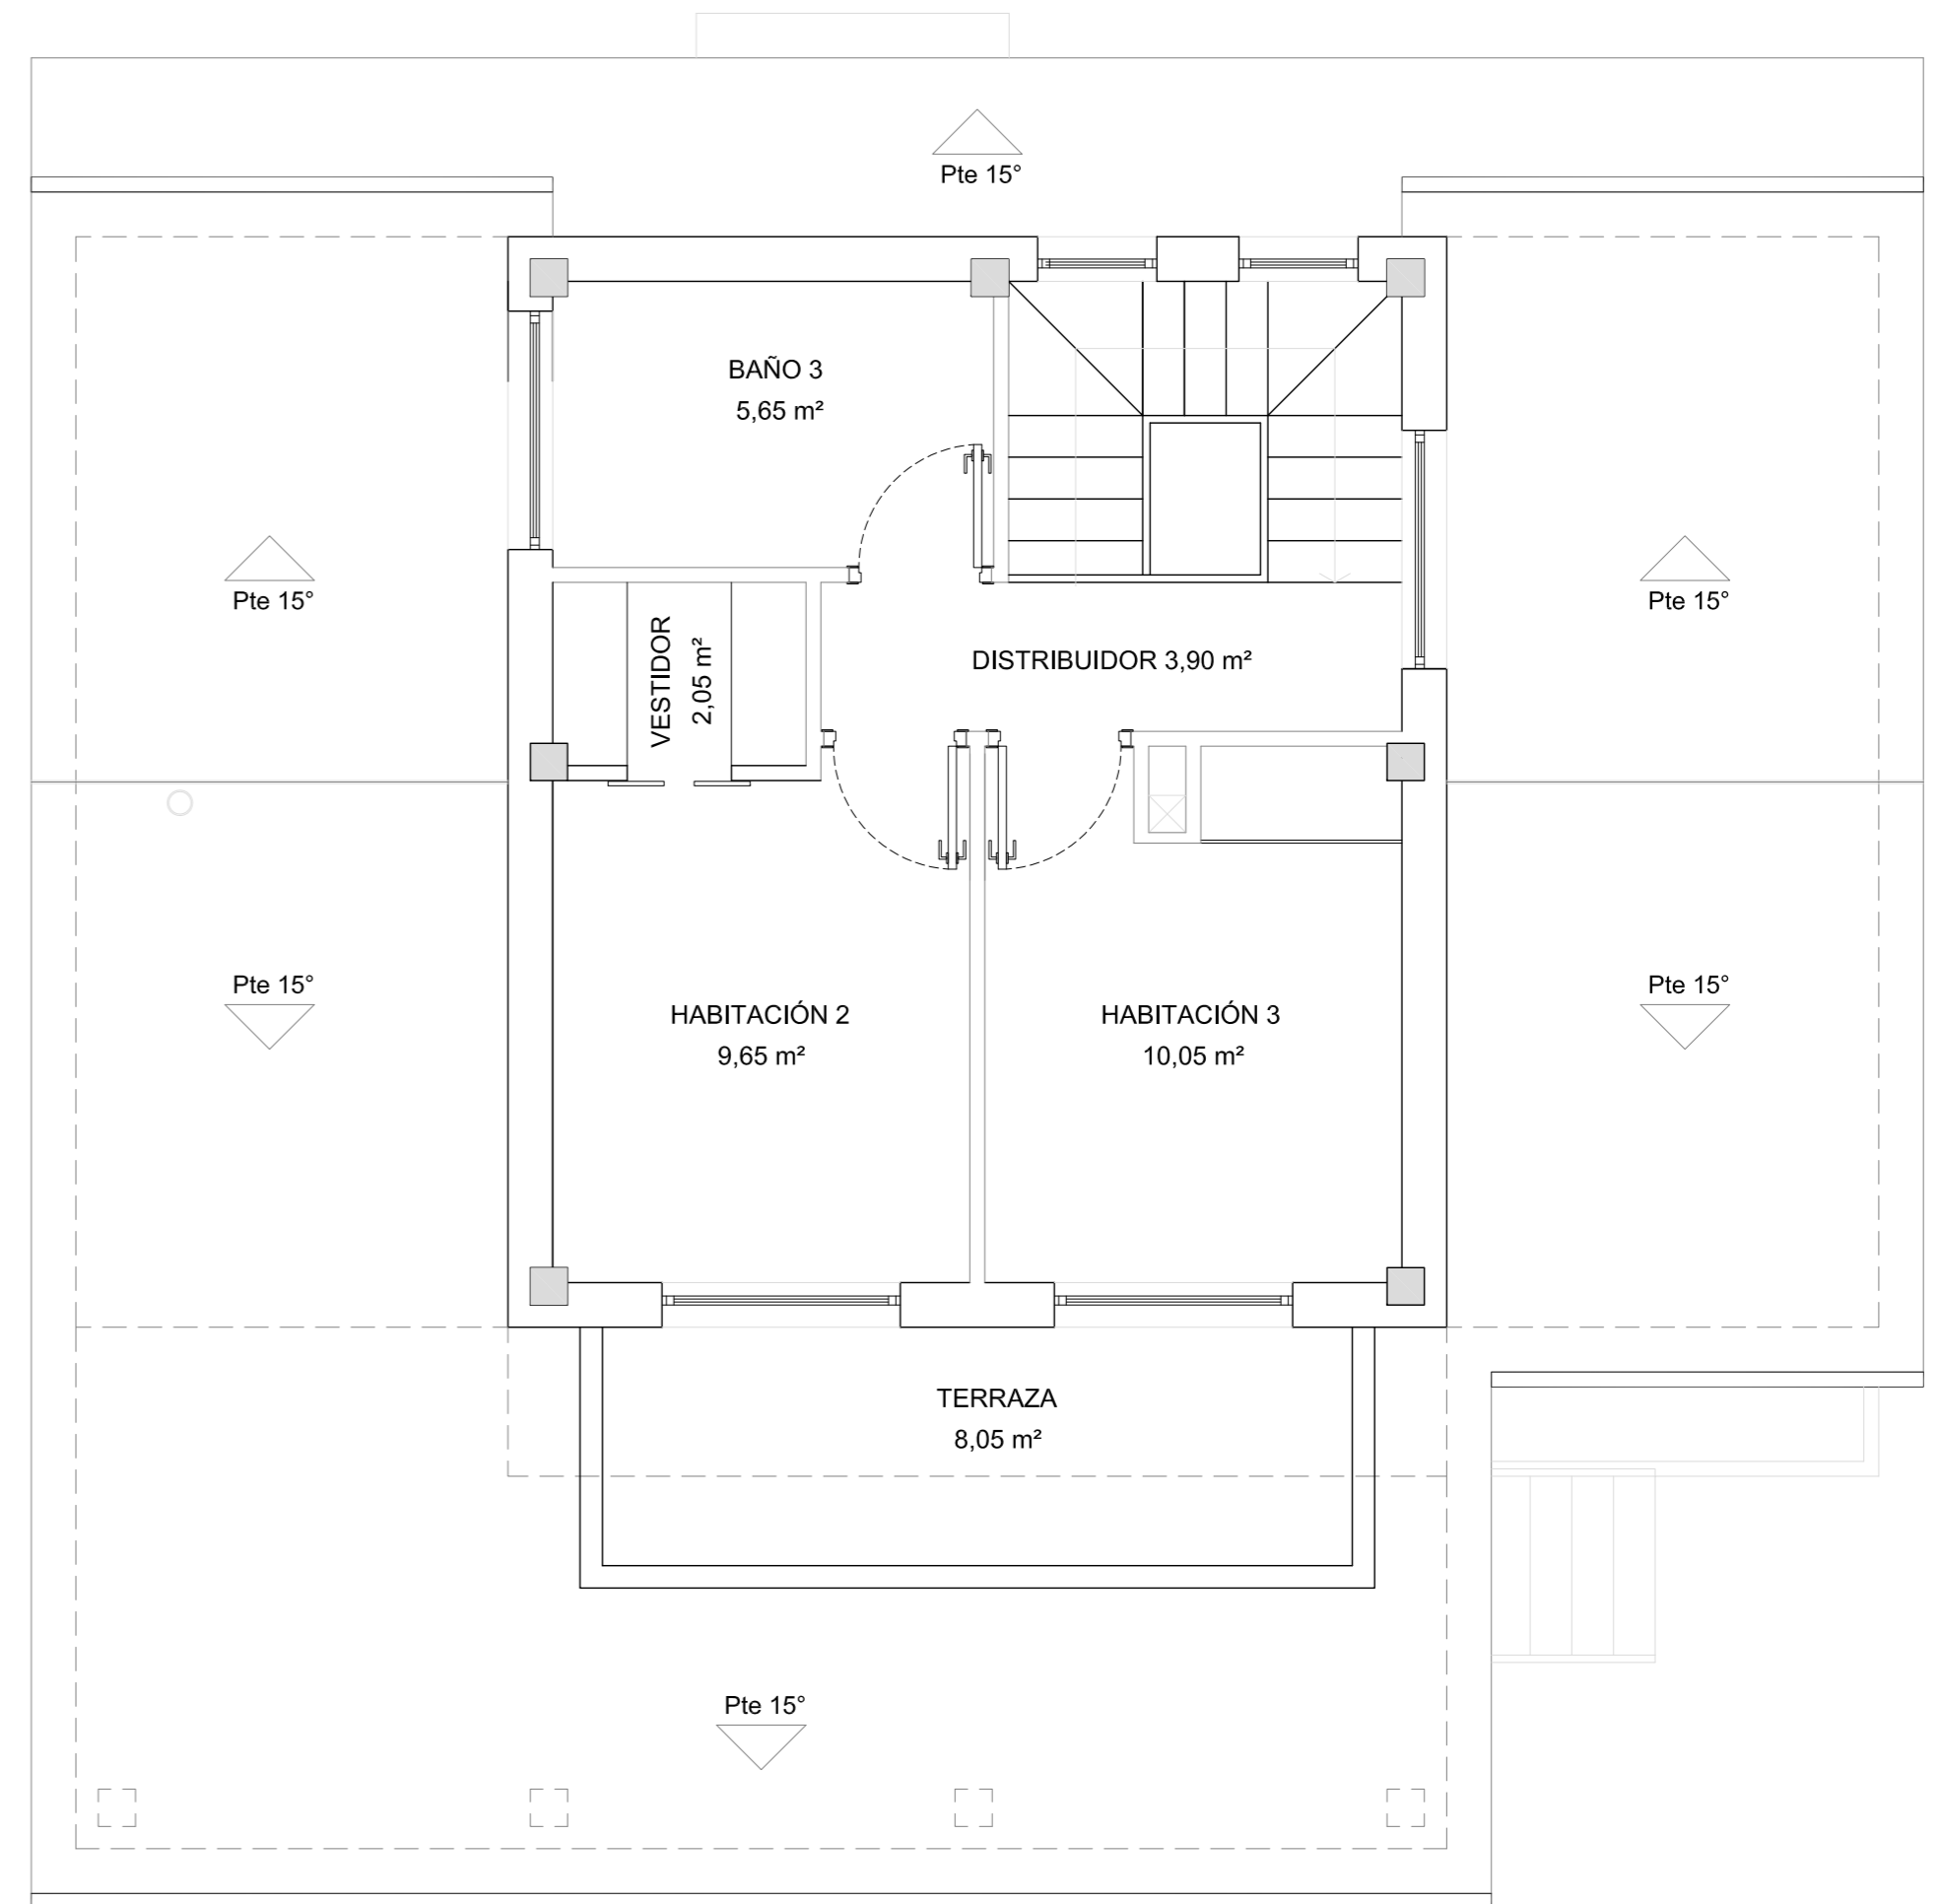 Pte 15°
BAÑO 3
5,65 m²
Pte 15°
Pte 15°
VESTIDOR
2,05 m²
DISTRIBUIDOR 3,90 m²
Pte 15°
Pte 15°
HABITACIÓN 2
9,65 m²
HABITACIÓN 3
10,05 m²
TERRAZA
8,05 m²
Pte 15°